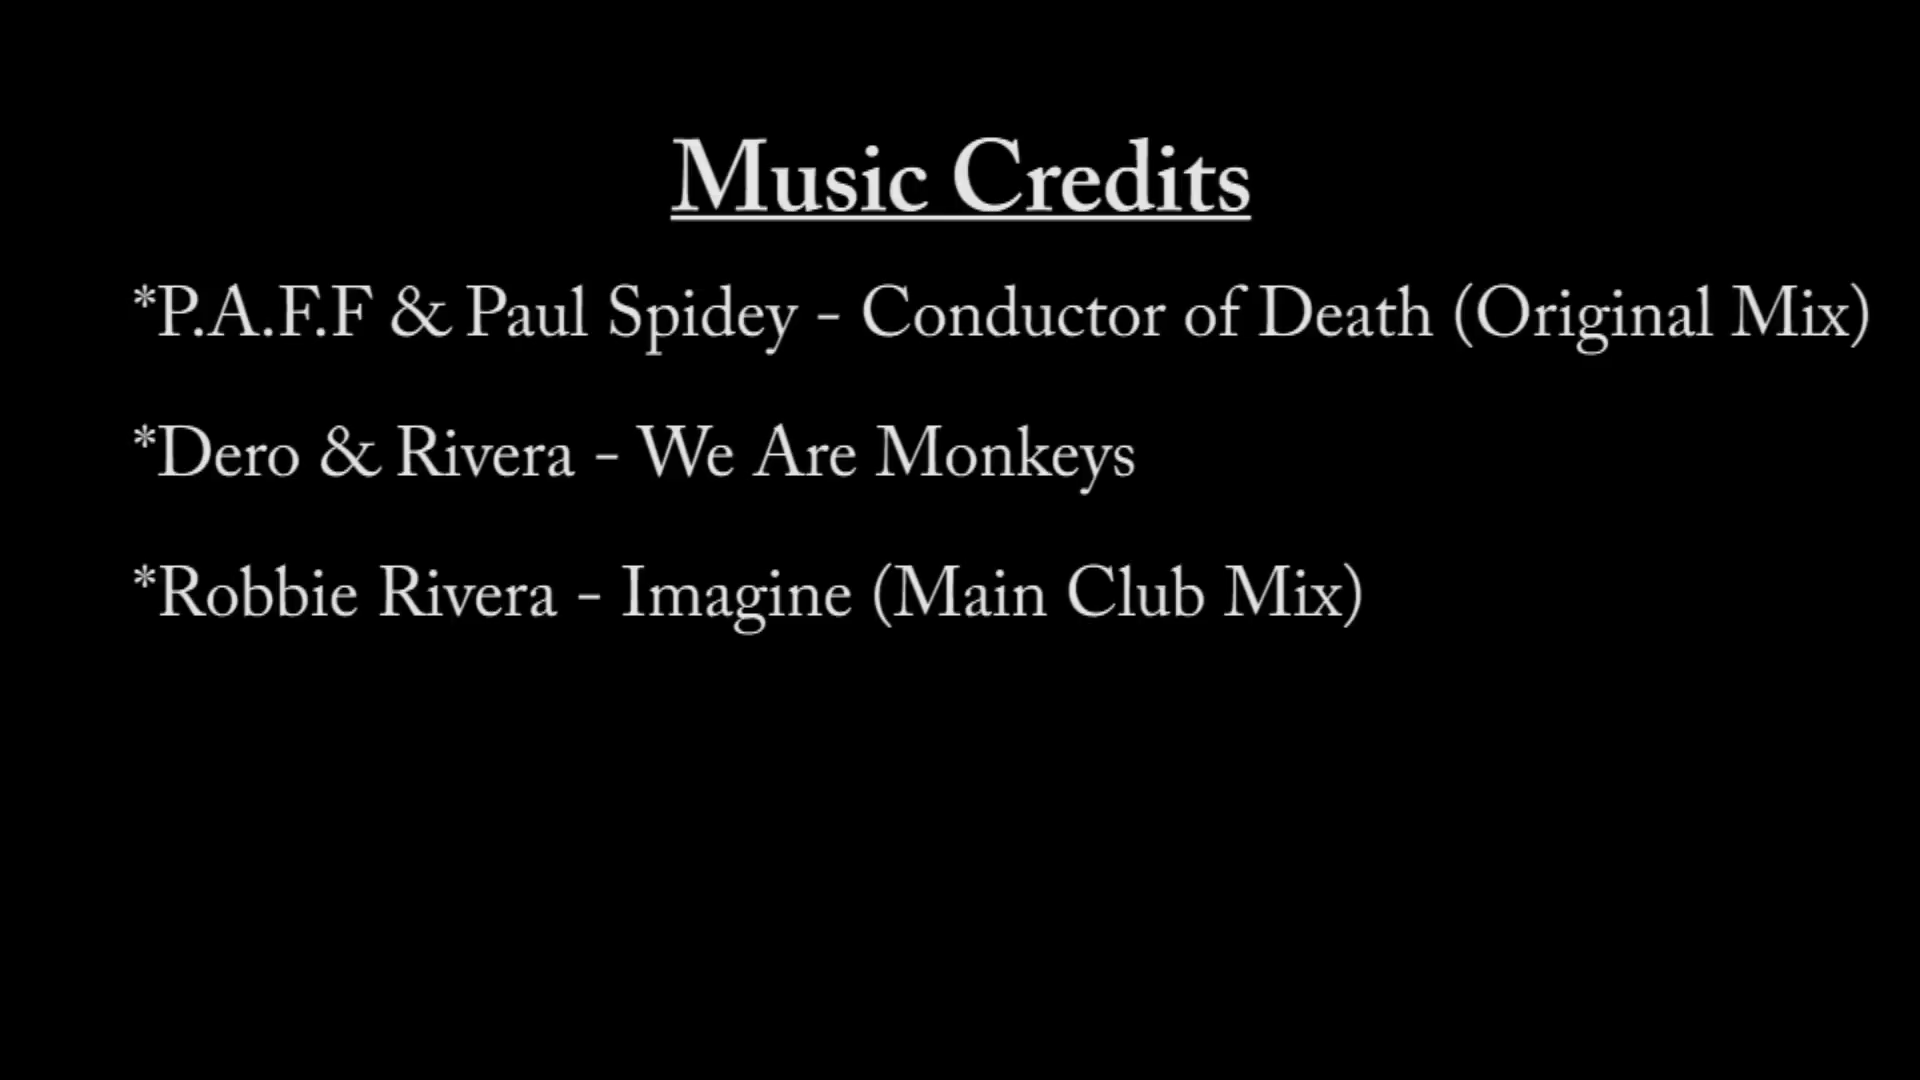 Music Credits
*P.A.F.F & Paul Spidey - Conductor of Death (Original Mix)
*Dero & Rivera - We Are Monkeys
*Robbie Rivera - Imagine (Main Club Mix)